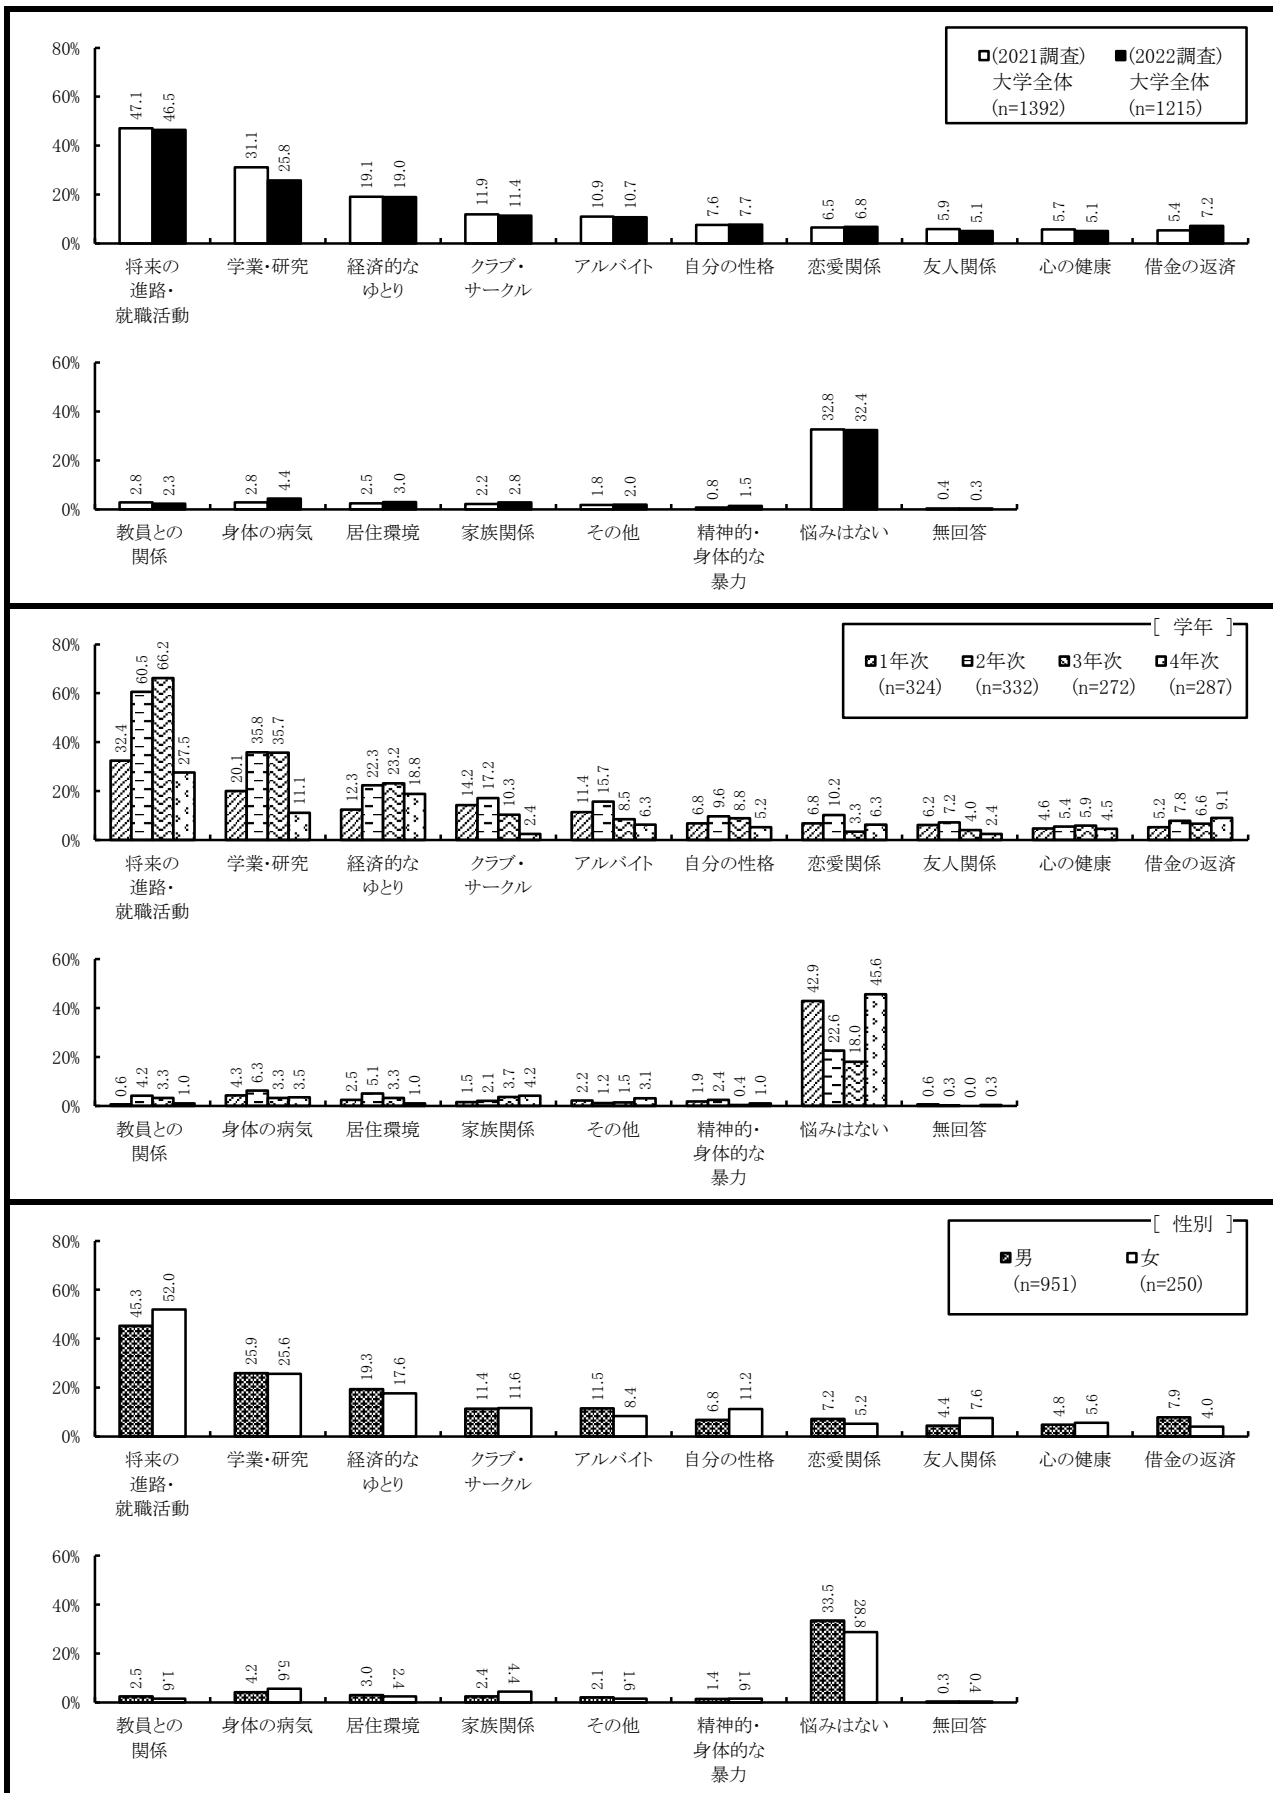 □(2021調査) ■(2022調査)
大学全体 大学全体
(n=1392) (n=1215)
80%
60%
40%
20%
0%
47.1 46.5 31.1 25.8 19.1 19.0 11.9 11.4 10.9 10.7 7.6 7.7 6.5 6.8 5.9 5.1 5.7 5.1 5.4 7.2
将来の 学業・研究 経済的な クラブ・ アルバイト 自分の性格 恋愛関係 友人関係 心の健康 借金の返済
進路・ ゆとり サークル
就職活動
60%
40%
20%
0%
2.8 2.3 2.8 4.4 2.5 3.0 2.2 2.8 1.8 2.0 0.8 1.5 32.8 32.4 0.4 0.3
教員との 身体の病気 居住環境 家族関係 その他 精神的・ 悩みはない 無回答
関係 身体的な
暴力
[ 学年 ]
1年次 2年次 3年次 4年次
(n=324) (n=332) (n=272) (n=287)
80%
60%
40%
20%
0%
32.4 60.5 66.2 27.5 20.1 35.8 35.7 11.1 12.3 22.3 23.2 18.8 14.2 17.2 10.3 2.4 11.4 15.7 8.5 6.3 6.8 9.6 8.8 5.2 6.8 10.2 3.3 6.3 6.2 7.2 4.0 2.4 4.6 5.4 5.9 4.5 5.2 7.8 6.6 9.1
将来の 学業・研究 経済的な クラブ・ アルバイト 自分の性格 恋愛関係 友人関係 心の健康 借金の返済
進路・ ゆとり サークル
就職活動
60%
40%
20%
0%
0.6 4.2 3.3 1.0 4.3 6.3 3.3 3.5 2.5 5.1 3.3 1.0 1.5 2.1 3.7 4.2 2.2 1.2 1.5 3.1 1.9 2.4 0.4 1.0 42.9 22.6 18.0 45.6 0.6 0.3 0.0 0.3
教員との 身体の病気 居住環境 家族関係 その他 精神的・ 悩みはない 無回答
関係 身体的な
暴力
[ 性別 ]
男 女
(n=951) (n=250)
80%
60%
40%
20%
0%
45.3 52.0 25.9 25.6 19.3 17.6 11.4 11.6 11.5 8.4 6.8 11.2 7.2 5.2 4.4 7.6 4.8 5.6 7.9 4.0
将来の 学業・研究 経済的な クラブ・ アルバイト 自分の性格 恋愛関係 友人関係 心の健康 借金の返済
進路・ ゆとり サークル
就職活動
60%
40%
20%
0%
2.5 1.6 4.2 5.6 3.0 2.4 2.4 4.4 2.1 1.6 1.4 1.6 33.5 28.8 0.3 0.4
教員との 身体の病気 居住環境 家族関係 その他 精神的・ 悩みはない 無回答
関係 身体的な
暴力